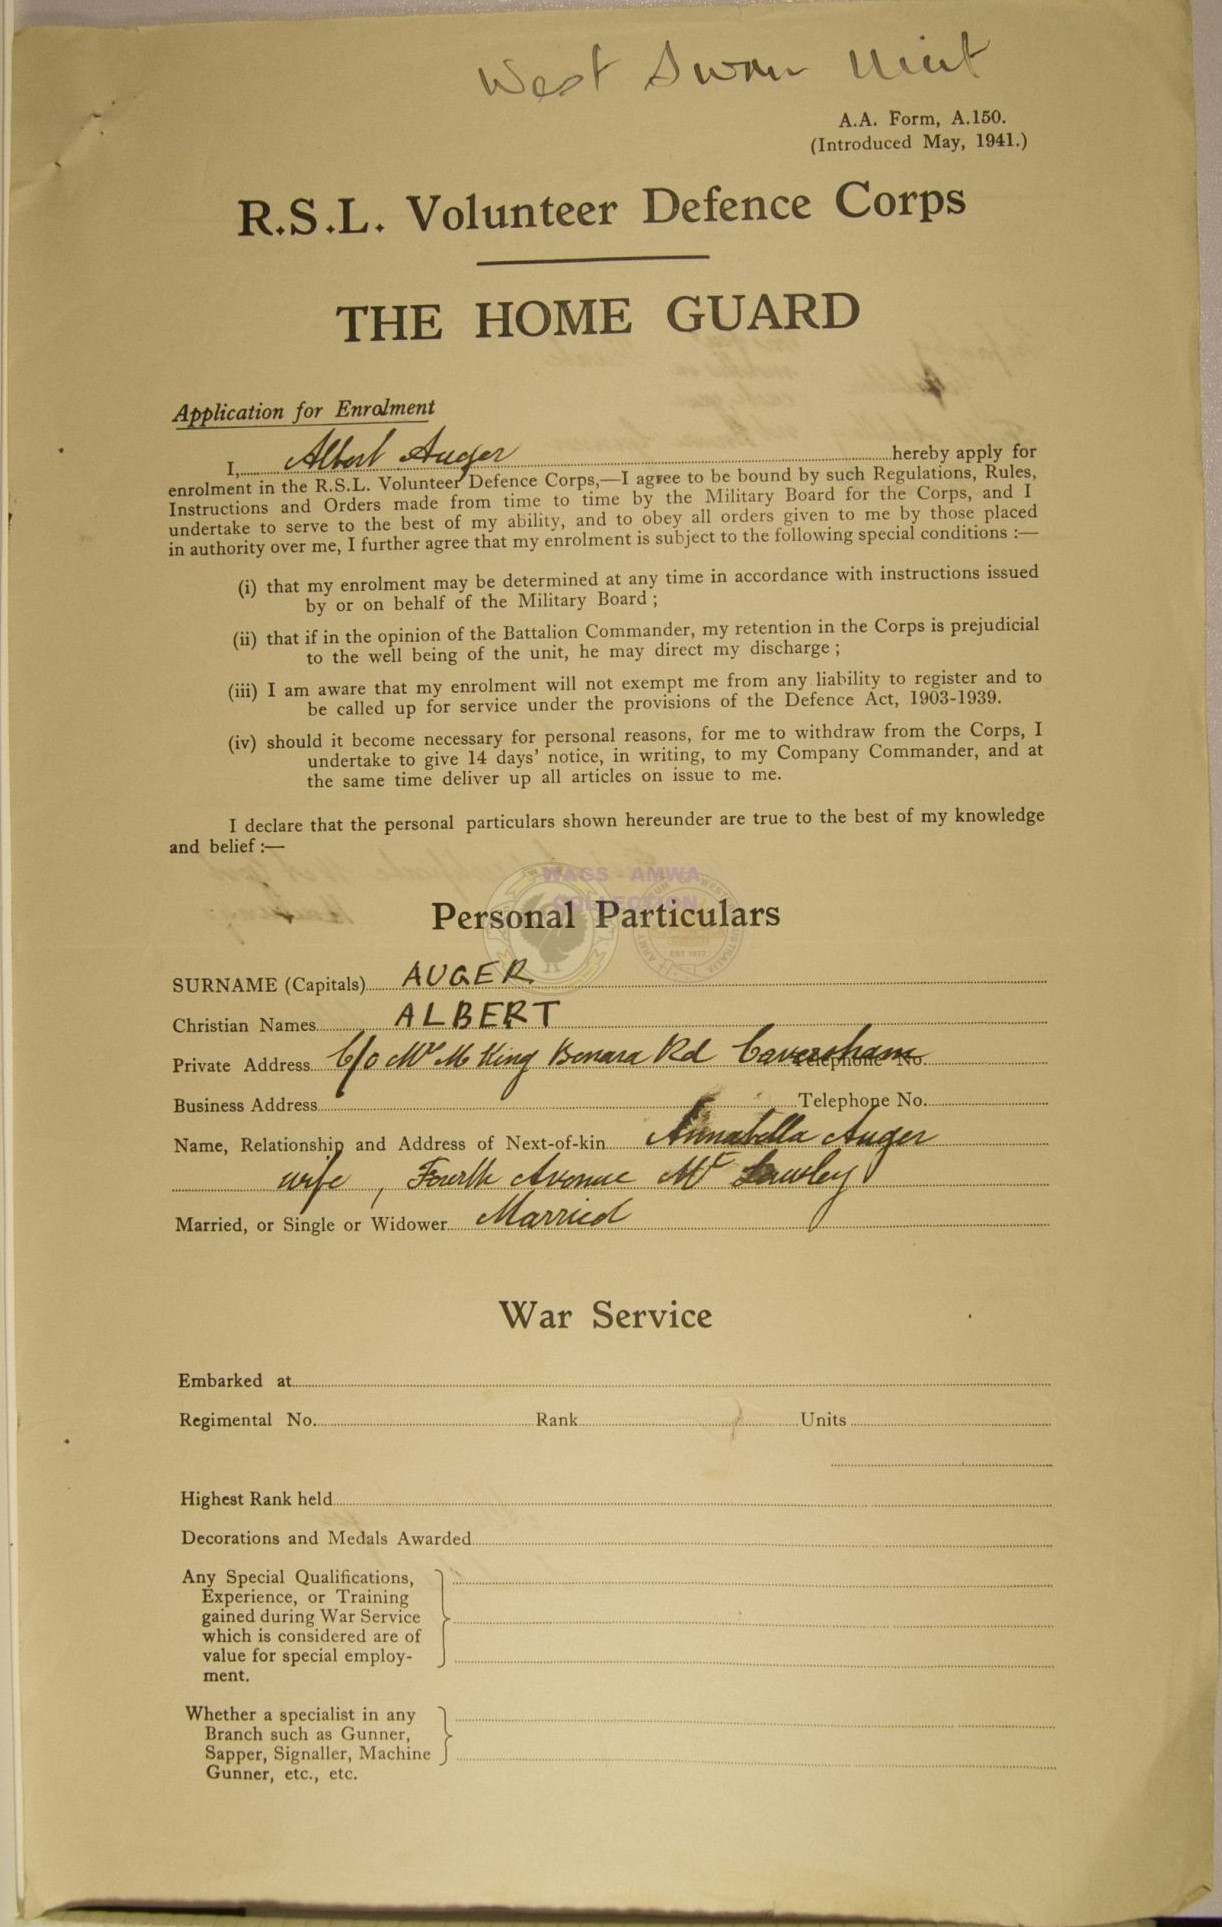 West Swan Unit
A.A. Form, A.150.
(Introduced May, 1941.)
R.S.L. Volunteer Defence Corps
THE HOME GUARD
Application for Enrolment
I, Albert Auger hereby apply for
enrolment in the R.S.L. Volunteer Defence Corps,—I agree to be bound by such Regulations, Rules,
Instructions and Orders made from time to time by the Military Board for the Corps, and I
undertake to serve to the best of my ability, and to obey all orders given to me by those placed
in authority over me, I further agree that my enrolment is subject to the following special conditions :—
(i) that my enrolment may be determined at any time in accordance with instructions issued
by or on behalf of the Military Board ;
(ii) that if in the opinion of the Battalion Commander, my retention in the Corps is prejudicial
to the well being of the unit, he may direct my discharge ;
(iii) I am aware that my enrolment will not exempt me from any liability to register and to
be called up for service under the provisions of the Defence Act, 1903-1939.
(iv) should it become necessary for personal reasons, for me to withdraw from the Corps, I
undertake to give 14 days' notice, in writing, to my Company Commander, and at
the same time deliver up all articles on issue to me.
I declare that the personal particulars shown hereunder are true to the best of my knowledge
and belief :—
WAGS - AMWA
COLLECTION
Personal Particulars
SURNAME (Capitals) AUGER
Christian Names ALBERT
Private Address C/o Mr M King Benara Rd Caversham Telephone No.
Business Address Telephone No.
Name, Relationship and Address of Next-of-kin Annabella Auger
wife, Fourth Avenue Mt Lawley
Married, or Single or Widower Married
War Service
Embarked at
Regimental No. Rank Units
Highest Rank held
Decorations and Medals Awarded
Any Special Qualifications,
Experience, or Training
gained during War Service
which is considered are of
value for special employ-
ment.
Whether a specialist in any
Branch such as Gunner,
Sapper, Signaller, Machine
Gunner, etc., etc.